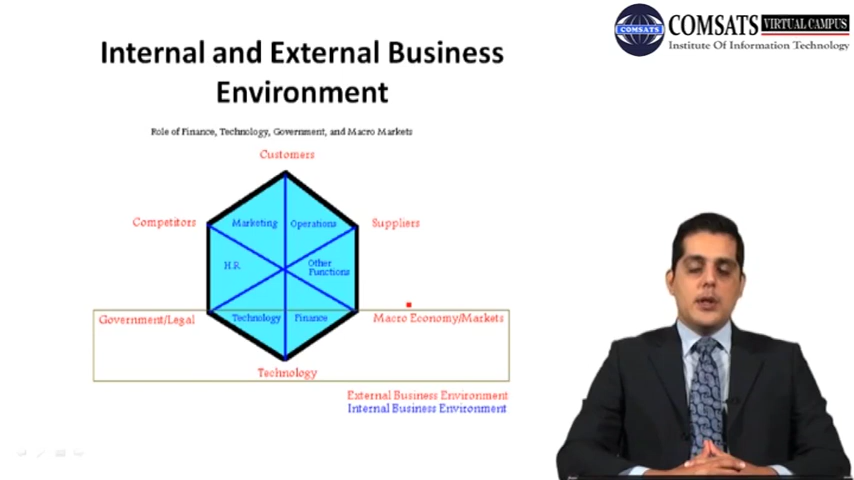 COMSATS VIRTUAL CAMPUS
COMSATS
Institute Of Information Technology
Internal and External Business
Environment
Role of Finance, Technology, Government, and Macro Markets
Customers
Competitors
Marketing
Operations
Suppliers
H.R.
Other
Functions
Government/Legal
Technology
Finance
Macro Economy/Markets
Technology
External Business Environment
Internal Business Environment